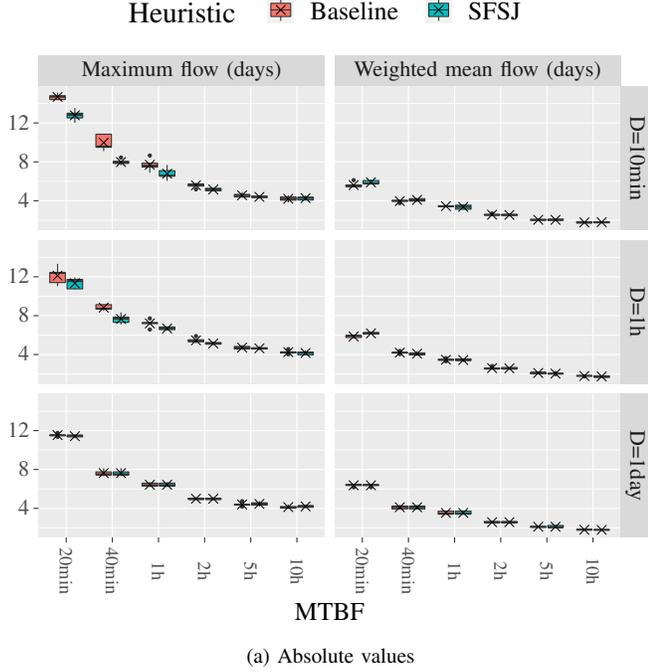 Heuristic Baseline SFSJ
Maximum flow (days) Weighted mean flow (days)
12
8
4
D=10min
12
8
4
D=1h
12
8
4
D=1day
20min 40min 1h 2h 5h 10h 20min 40min 1h 2h 5h 10h
MTBF
(a) Absolute values